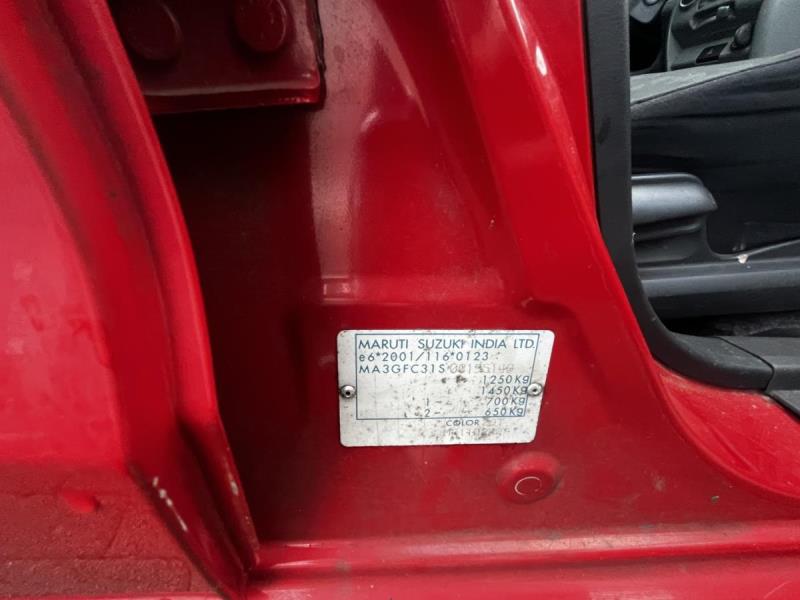 MARUTI SUZUKI INDIA LTD.
e6*2001/116*0123
MA3GFC31S
1250Kg
1450Kg
1- 700Kg
2- 650Kg
COLOR